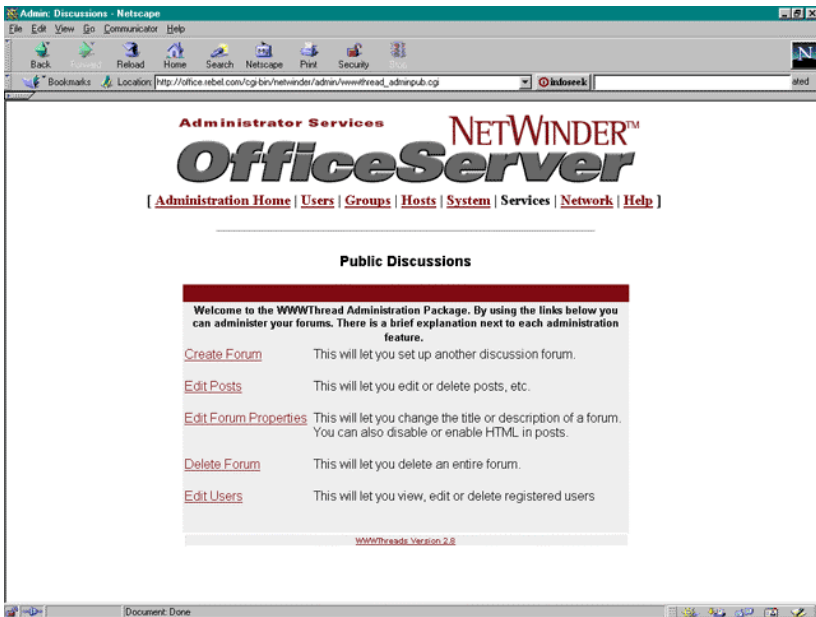 Admin: Discussions - Netscape
File Edit View Go Communicator Help
Back Forward Reload Home Search Netscape Print Security Stop
Bookmarks Location: http://office.rebel.com/cgi-bin/netwinder/admin/wwwthread_adminpub.cgi infoseek ated
Administrator Services NETWINDER™
OfficeServer
[ Administration Home | Users | Groups | Hosts | System | Services | Network | Help ]
Public Discussions
Welcome to the WWWThread Administration Package. By using the links below you
can administer your forums. There is a brief explanation next to each administration
feature.
Create Forum This will let you set up another discussion forum.
Edit Posts This will let you edit or delete posts, etc.
Edit Forum Properties This will let you change the title or description of a forum.
You can also disable or enable HTML in posts.
Delete Forum This will let you delete an entire forum.
Edit Users This will let you view, edit or delete registered users
WWWThreads Version 2.8
Document: Done